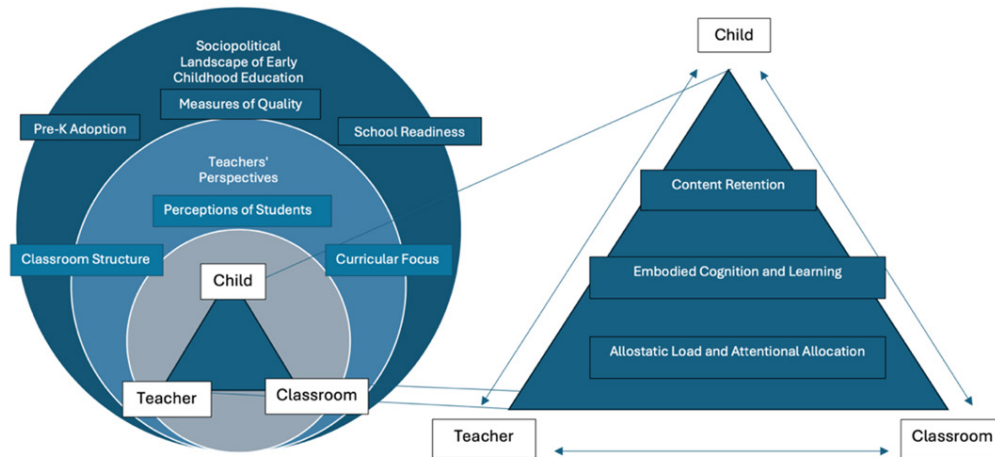 Sociopolitical
Landscape of Early
Childhood Education
Measures of Quality
Pre-K Adoption
School Readiness
Teachers'
Perspectives
Perceptions of Students
Classroom Structure
Curricular Focus
Child
Teacher
Classroom
Child
Content Retention
Embodied Cognition and Learning
Allostatic Load and Attentional Allocation
Teacher
Classroom